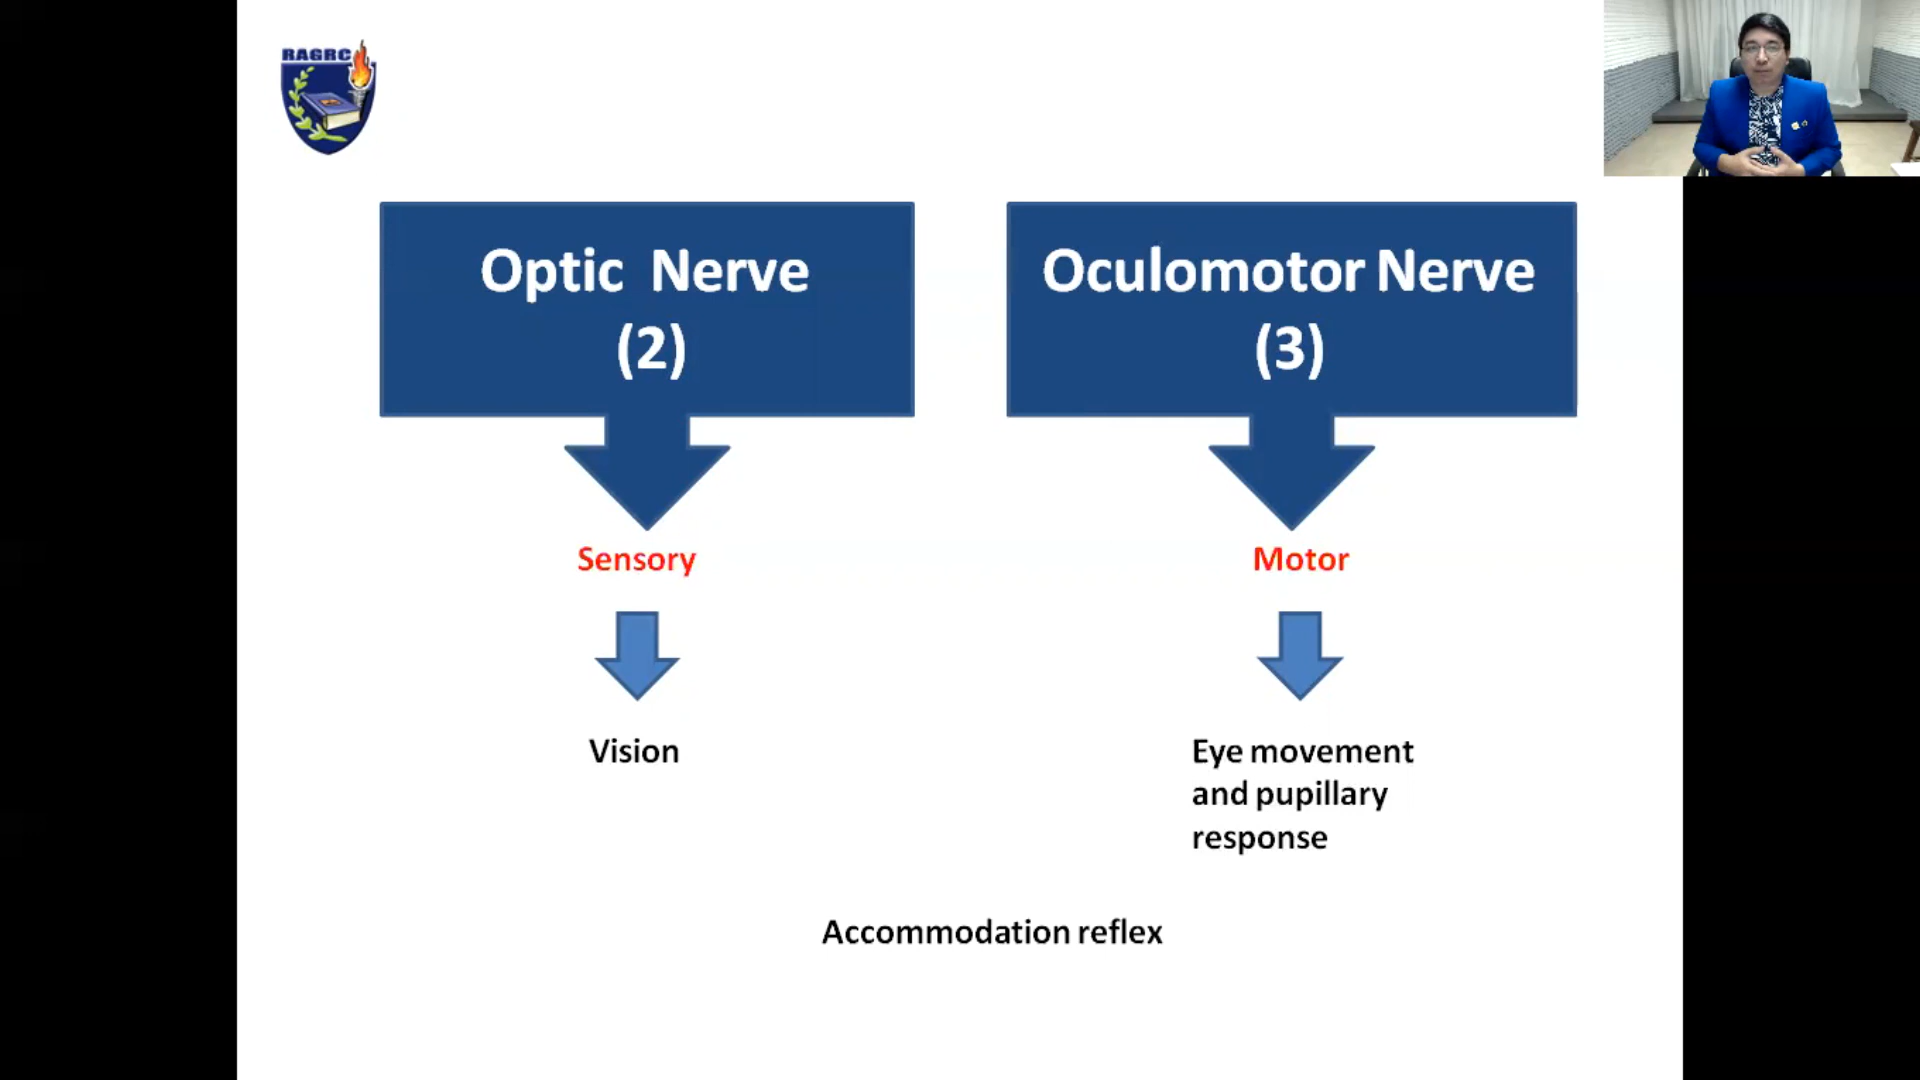 RAGRC
Optic Nerve
(2)
Oculomotor Nerve
(3)
Sensory
Motor
Vision
Eye movement
and pupillary
response
Accommodation reflex